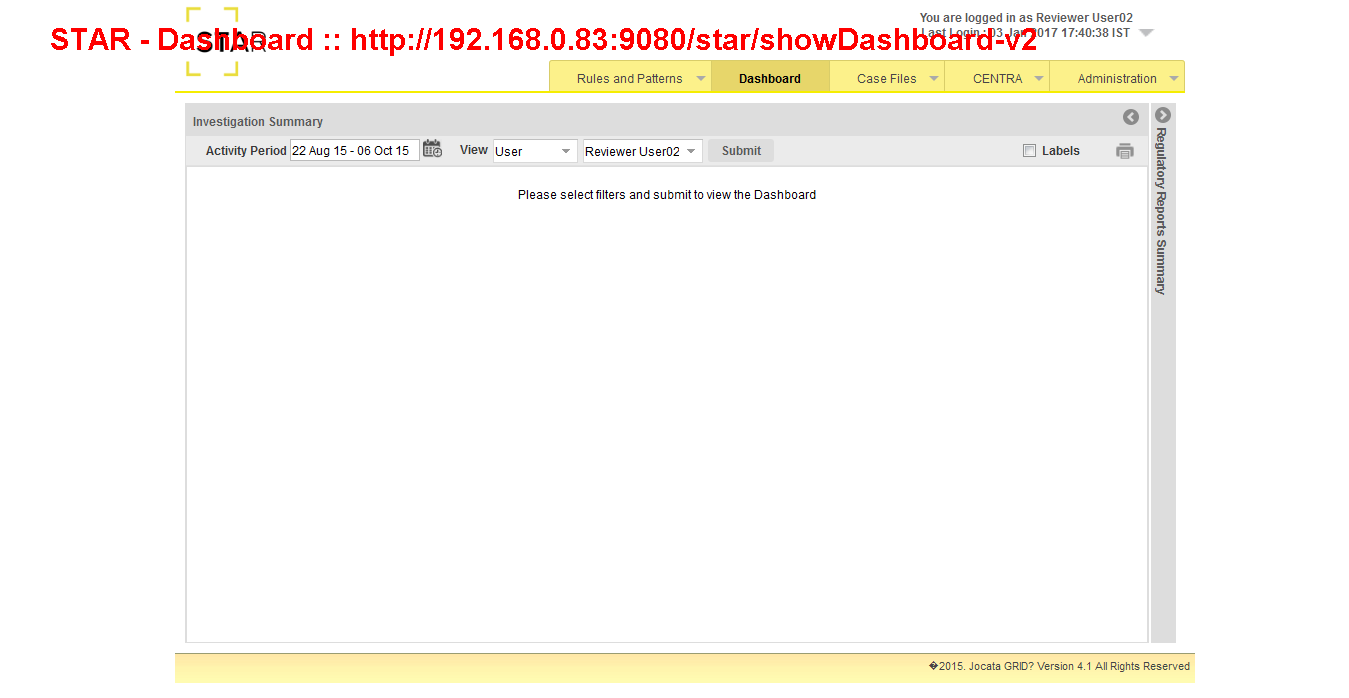 You are logged in as Reviewer User02
STAR - Dashboard :: http://192.168.0.83:9080/star/showDashboard-v2
STAR
Last Login : 03 Jan 2017 17:40:38 IST
Rules and Patterns Dashboard Case Files CENTRA Administration
Investigation Summary
Activity Period 22 Aug 15 - 06 Oct 15 View User Reviewer User02 Submit Labels
Please select filters and submit to view the Dashboard
Regulatory Reports Summary
�2015. Jocata GRID? Version 4.1 All Rights Reserved